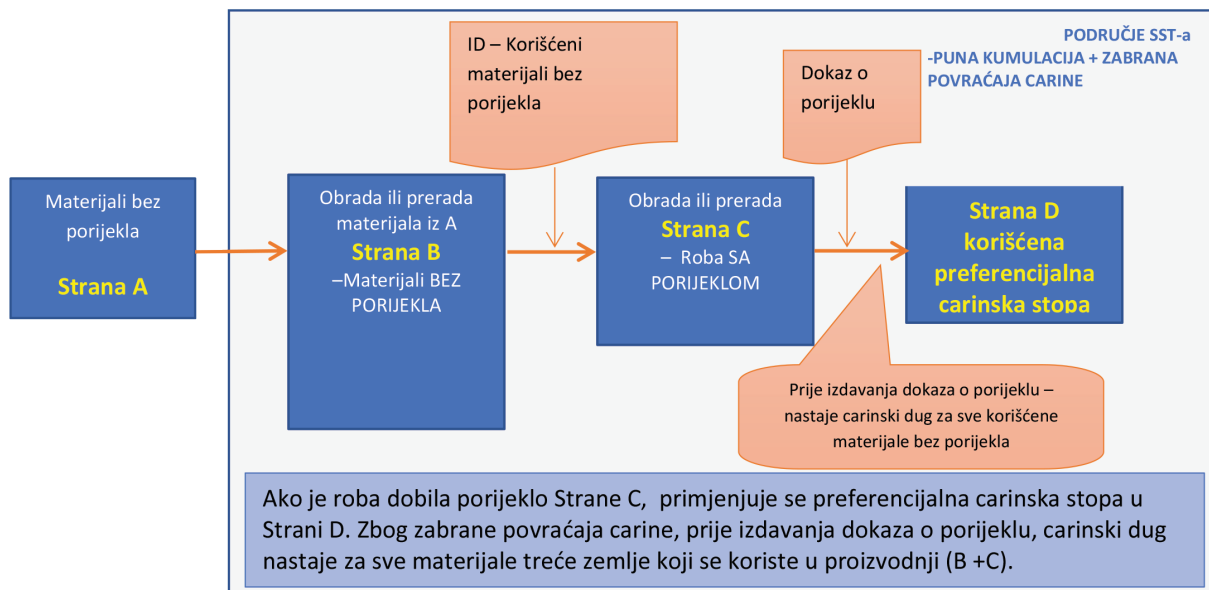 PODRUČJE SST-a
-PUNA KUMULACIJA + ZABRANA
POVRAĆAJA CARINE
ID – Korišćeni
materijali bez
porijekla
Dokaz o
porijeklu
Materijali bez
porijekla
Strana A
Obrada ili prerada
materijala iz A
Strana B
–Materijali BEZ
PORIJEKLA
Obrada ili prerada
Strana C
– Roba SA
PORIJEKLOM
Strana D
korišćena
preferencijalna
carinska stopa
Prije izdavanja dokaza o porijeklu –
nastaje carinski dug za sve korišćene
materijale bez porijekla
Ako je roba dobila porijeklo Strane C, primjenjuje se preferencijalna carinska stopa u
Strani D. Zbog zabrane povraćaja carine, prije izdavanja dokaza o porijeklu, carinski dug
nastaje za sve materijale treće zemlje koji se koriste u proizvodnji (B +C).